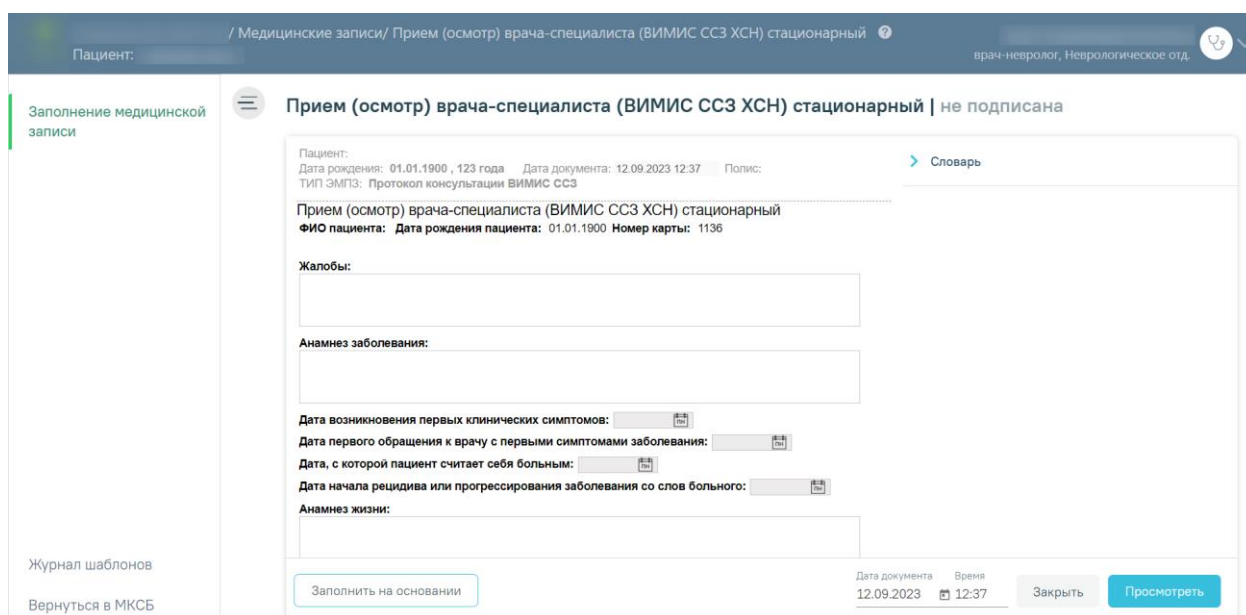 / Медицинские записи/ Прием (осмотр) врача-специалиста (ВИМИС ССЗ ХСН) стационарный ?
Пациент:
врач-невролог, Неврологическое отд.
Заполнение медицинской
записи
Прием (осмотр) врача-специалиста (ВИМИС ССЗ ХСН) стационарный | не подписана
Пациент:
Дата рождения: 01.01.1900 , 123 года Дата документа: 12.09.2023 12:37 Полис:
ТИП ЭМПЗ: Протокол консультации ВИМИС ССЗ
Словарь
Прием (осмотр) врача-специалиста (ВИМИС ССЗ ХСН) стационарный
ФИО пациента: Дата рождения пациента: 01.01.1900 Номер карты: 1136
Жалобы:
Анамнез заболевания:
Дата возникновения первых клинических симптомов:
Дата первого обращения к врачу с первыми симптомами заболевания:
Дата, с которой пациент считает себя больным:
Дата начала рецидива или прогрессирования заболевания со слов больного:
Анамнез жизни:
Журнал шаблонов
Вернуться в МКСБ
Заполнить на основании
Дата документа Время
12.09.2023 12:37
Закрыть
Просмотреть